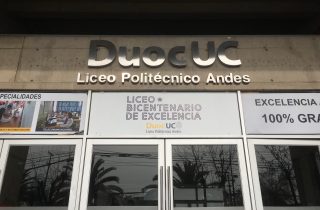 DuocUC
Liceo Politécnico Andes
ESPECIALIDADES
LICEO
BICENTENARIO
DE EXCELENCIA
DuocUC
Liceo Politécnico Andes
EXCELENCIA
100% GRA